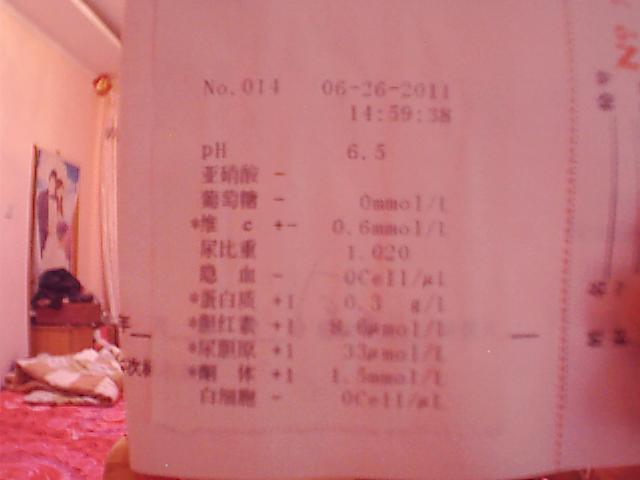 No.014 06-26-2011
14:59:38
pH 6.5
亚硝酸 -
葡萄糖 - 0mmol/L
*维 c +- 0.6mmol/L
尿比重 1.020
隐 血 - 0Cell/μl
*蛋白质 +1 0.3 g/l
*胆红素 +1 μmol/L
*尿胆原 +1 33μmol/L
*酮 体 +1 1.5mmol/L
白细胞 - 0Cell/μL